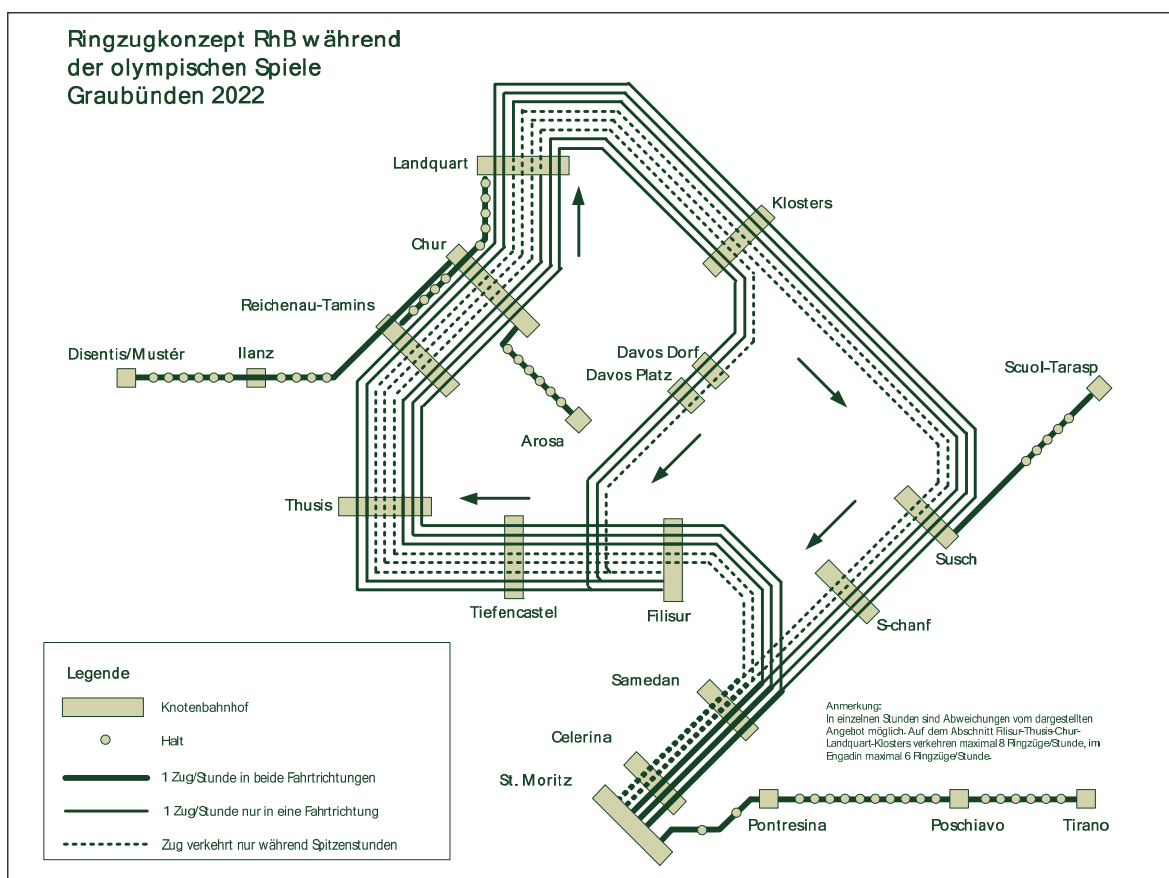 Ringzugkonzept RhB während
der olympischen Spiele
Graubünden 2022
Landquart
Klosters
Chur
Reichenau-Tamins
Disentis/Mustér
Ilanz
Davos Dorf
Davos Platz
Scuol-Tarasp
Arosa
Thusis
Susch
Tiefencastel
Filisur
S-chanf
Samedan
Celerina
St. Moritz
Pontresina
Poschiavo
Tirano
Legende
Knotenbahnhof
Halt
1 Zug/Stunde in beide Fahrtrichtungen
1 Zug/Stunde nur in eine Fahrtrichtung
Zug verkehrt nur während Spitzenstunden
Anmerkung:
In einzelnen Stunden sind Abweichungen vom dargestellten
Angebot möglich. Auf dem Abschnitt Filisur-Thusis-Chur-
Landquart-Klosters verkehren maximal 8 Ringzüge/Stunde, im
Engadin maximal 6 Ringzüge/Stunde.